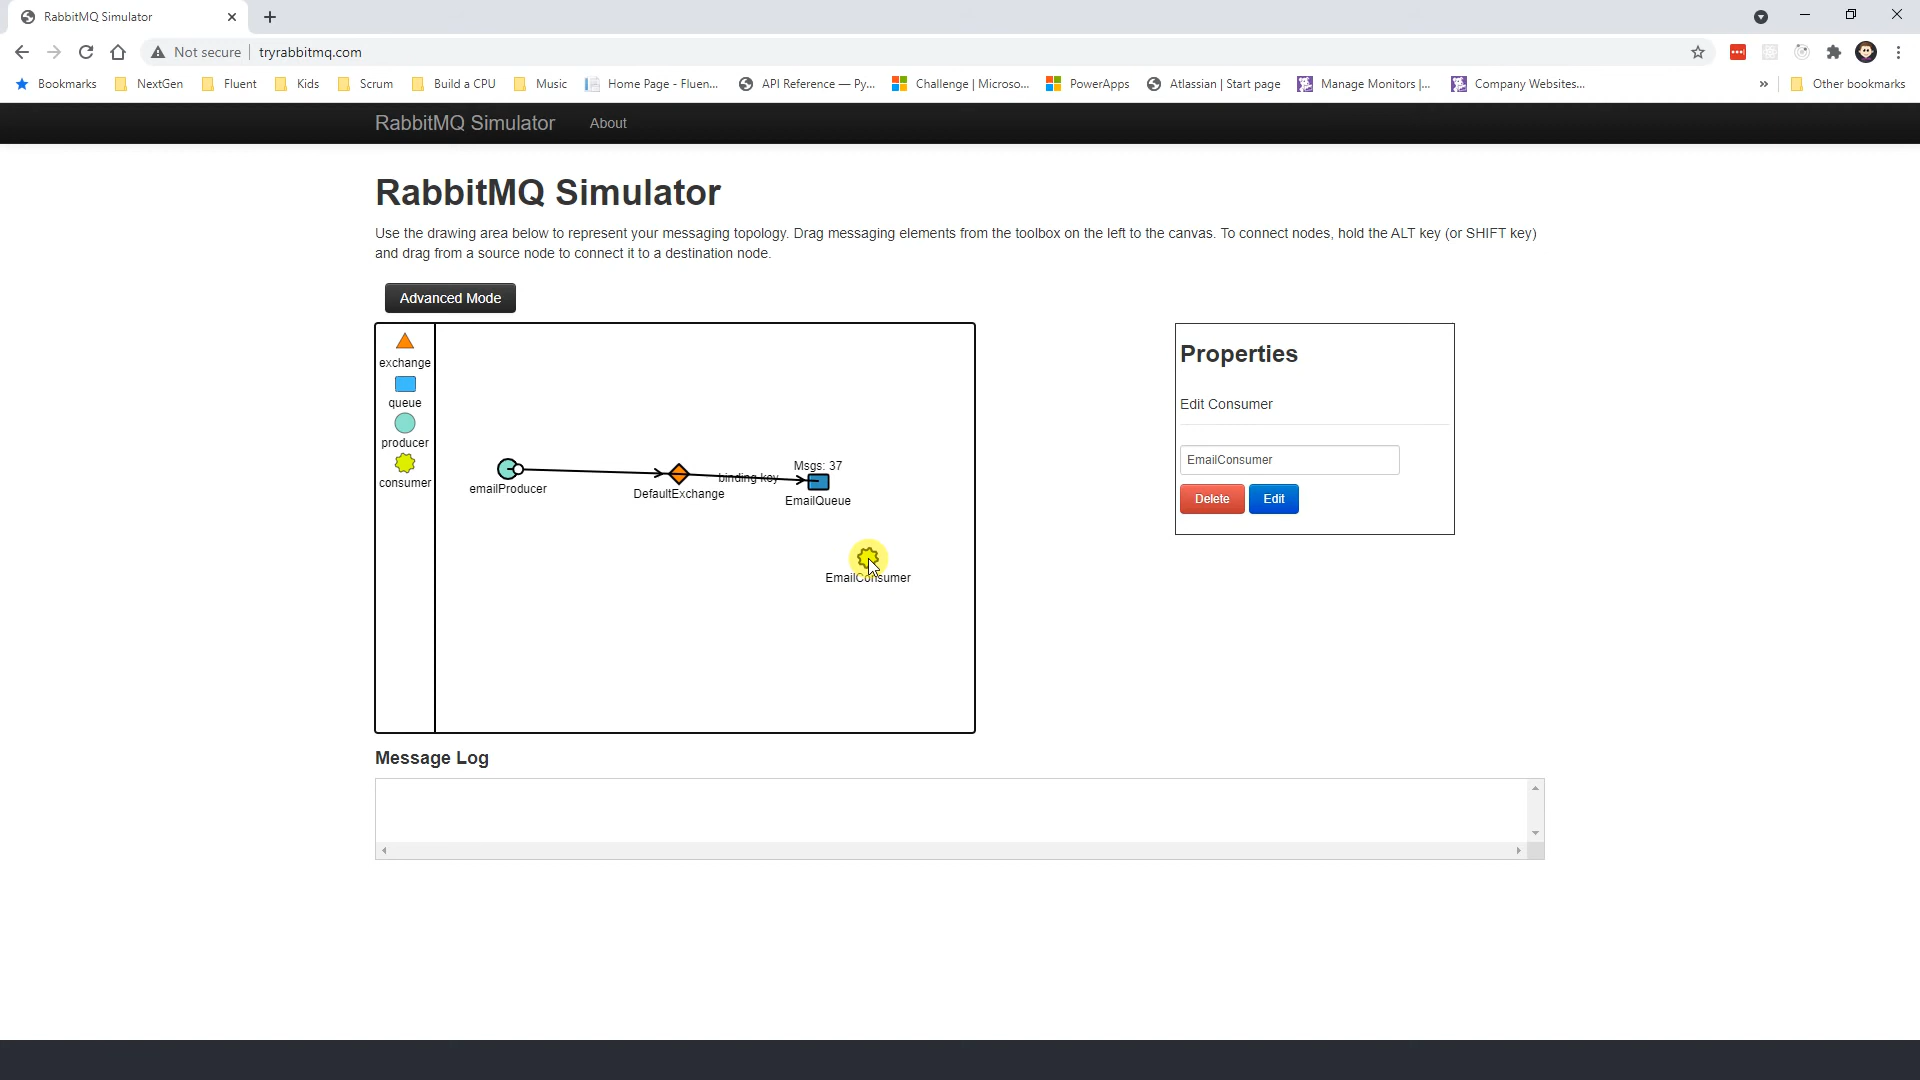 RabbitMQ Simulator
Not secure
tryrabbitmq.com
Bookmarks
NextGen
Fluent
Kids
Scrum
Build a CPU
Music
Home Page - Fluen...
API Reference — Py...
Challenge | Microso...
PowerApps
Atlassian | Start page
Manage Monitors |...
Company Websites...
»
Other bookmarks
RabbitMQ Simulator
About
RabbitMQ Simulator
Use the drawing area below to represent your messaging topology. Drag messaging elements from the toolbox on the left to the canvas. To connect nodes, hold the ALT key (or SHIFT key)
and drag from a source node to connect it to a destination node.
Advanced Mode
exchange
queue
producer
consumer
emailProducer
DefaultExchange
binding key
Msgs: 37
EmailQueue
EmailConsumer
Properties
Edit Consumer
EmailConsumer
Delete
Edit
Message Log